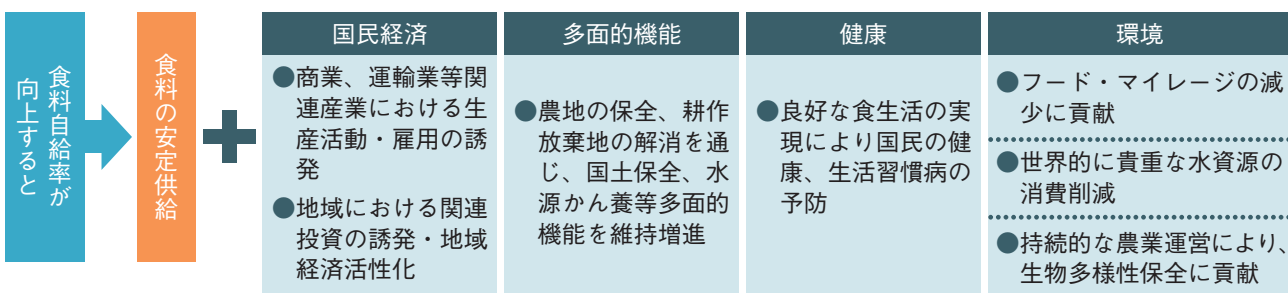 食料自給率が
向上すると
食料の安定供給
国民経済
●商業、運輸業等関
連産業における生
産活動・雇用の誘
発
●地域における関連
投資の誘発・地域
経済活性化
多面的機能
●農地の保全、耕作
放棄地の解消を通
じ、国土保全、水
源かん養等多面的
機能を維持増進
健康
●良好な食生活の実
現により国民の健
康、生活習慣病の
予防
環境
●フード・マイレージの減
少に貢献
●世界的に貴重な水資源の
消費削減
●持続的な農業運営により、
生物多様性保全に貢献